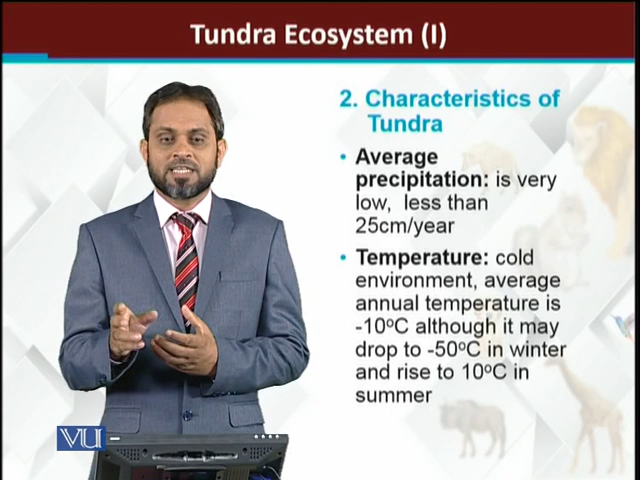 Tundra Ecosystem (I)
2. Characteristics of
Tundra
• Average
precipitation: is very
low, less than
25cm/year
• Temperature: cold
environment, average
annual temperature is
-10ºC although it may
drop to -50ºC in winter
and rise to 10ºC in
summer
VU